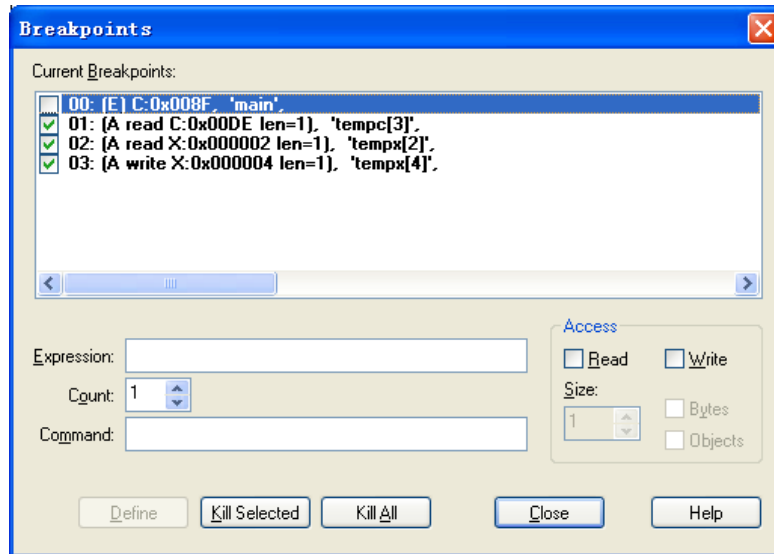 Breakpoints
Current Breakpoints:
00: (E) C:0x008F, 'main',
01: (A read C:0x00DE len=1), 'tempc[3]',
02: (A read X:0x000002 len=1), 'tempx[2]',
03: (A write X:0x000004 len=1), 'tempx[4]',
Access
Expression:
Read Write
Count: 1
Size:
1
Bytes
Command:
Objects
Define Kill Selected Kill All Close Help